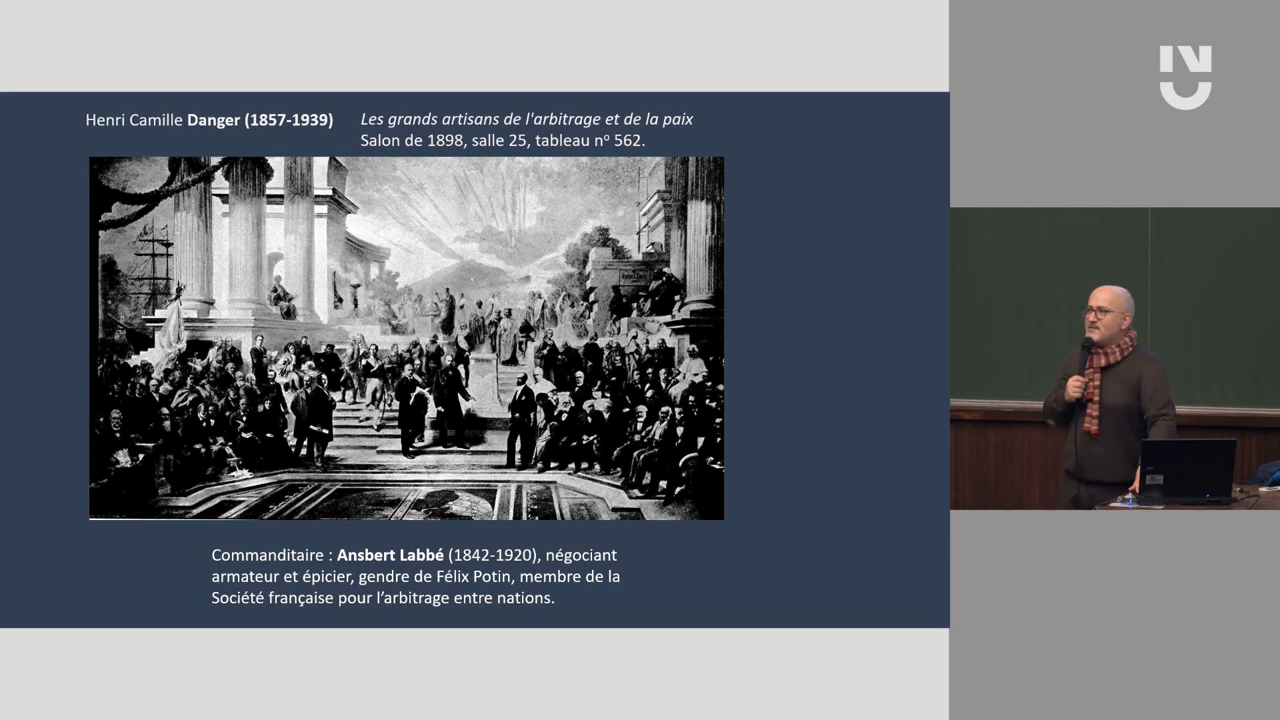 Henri Camille Danger (1857-1939)
Les grands artisans de l'arbitrage et de la paix
Salon de 1898, salle 25, tableau nº 562.
Commanditaire : Ansbert Labbé (1842-1920), négociant
armateur et épicier, gendre de Félix Potin, membre de la
Société française pour l’arbitrage entre nations.